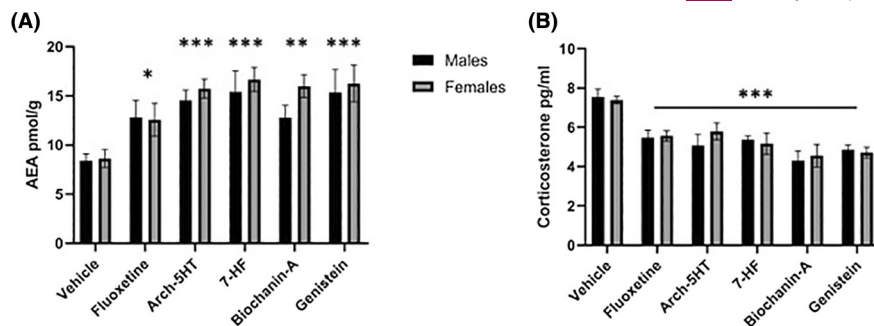 (A)
AEA pmol/g
20
15
10
5
0
*
***
***
**
***
Vehicle
Fluoxetine
Arch-5HT
7-HF
Biochanin-A
Genistein
Males
Females
(B)
Corticosterone pg/ml
10
8
6
4
2
0
***
Vehicle
Fluoxetine
Arch-5HT
7-HF
Biochanin-A
Genistein